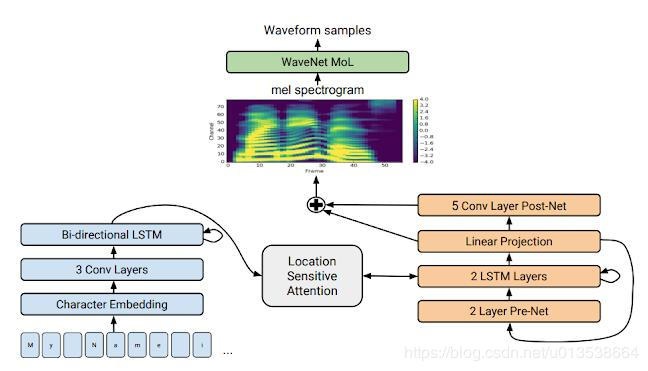 Waveform samples
WaveNet MoL
mel spectrogram
Channel
70
60
50
40
30
20
10
0
0 10 20 30 40 50
Frame
4.0
3.2
2.4
1.6
0.8
0.0
−0.8
−1.6
−2.4
−3.2
−4.0
5 Conv Layer Post-Net
Bi-directional LSTM
Linear Projection
Location
Sensitive
Attention
3 Conv Layers
2 LSTM Layers
Character Embedding
2 Layer Pre-Net
M y N a m e i ...
https://blog.csdn.net/u013538664